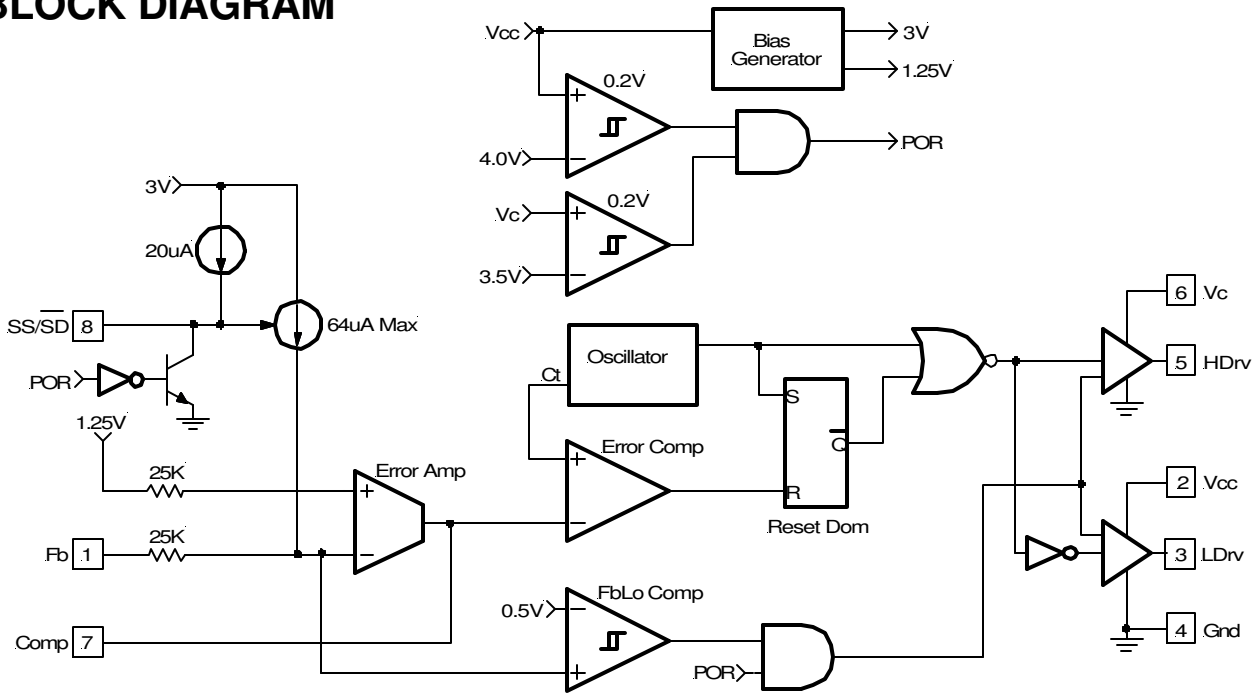 BLOCK DIAGRAM
Vcc
Bias
Generator
3V
1.25V
0.2V
+
4.0V
−
POR
3V
0.2V
Vc
+
20uA
3.5V
−
6 Vc
SS/SD 8
64uA Max
Oscillator
5 HDrv
POR
Ct
S
1.25V
Q
Error Comp
25K
Error Amp
+
+
R
2 Vcc
Reset Dom
−
25K
Fb 1
−
3 LDrv
FbLo Comp
0.5V
−
Comp 7
4 Gnd
POR
+